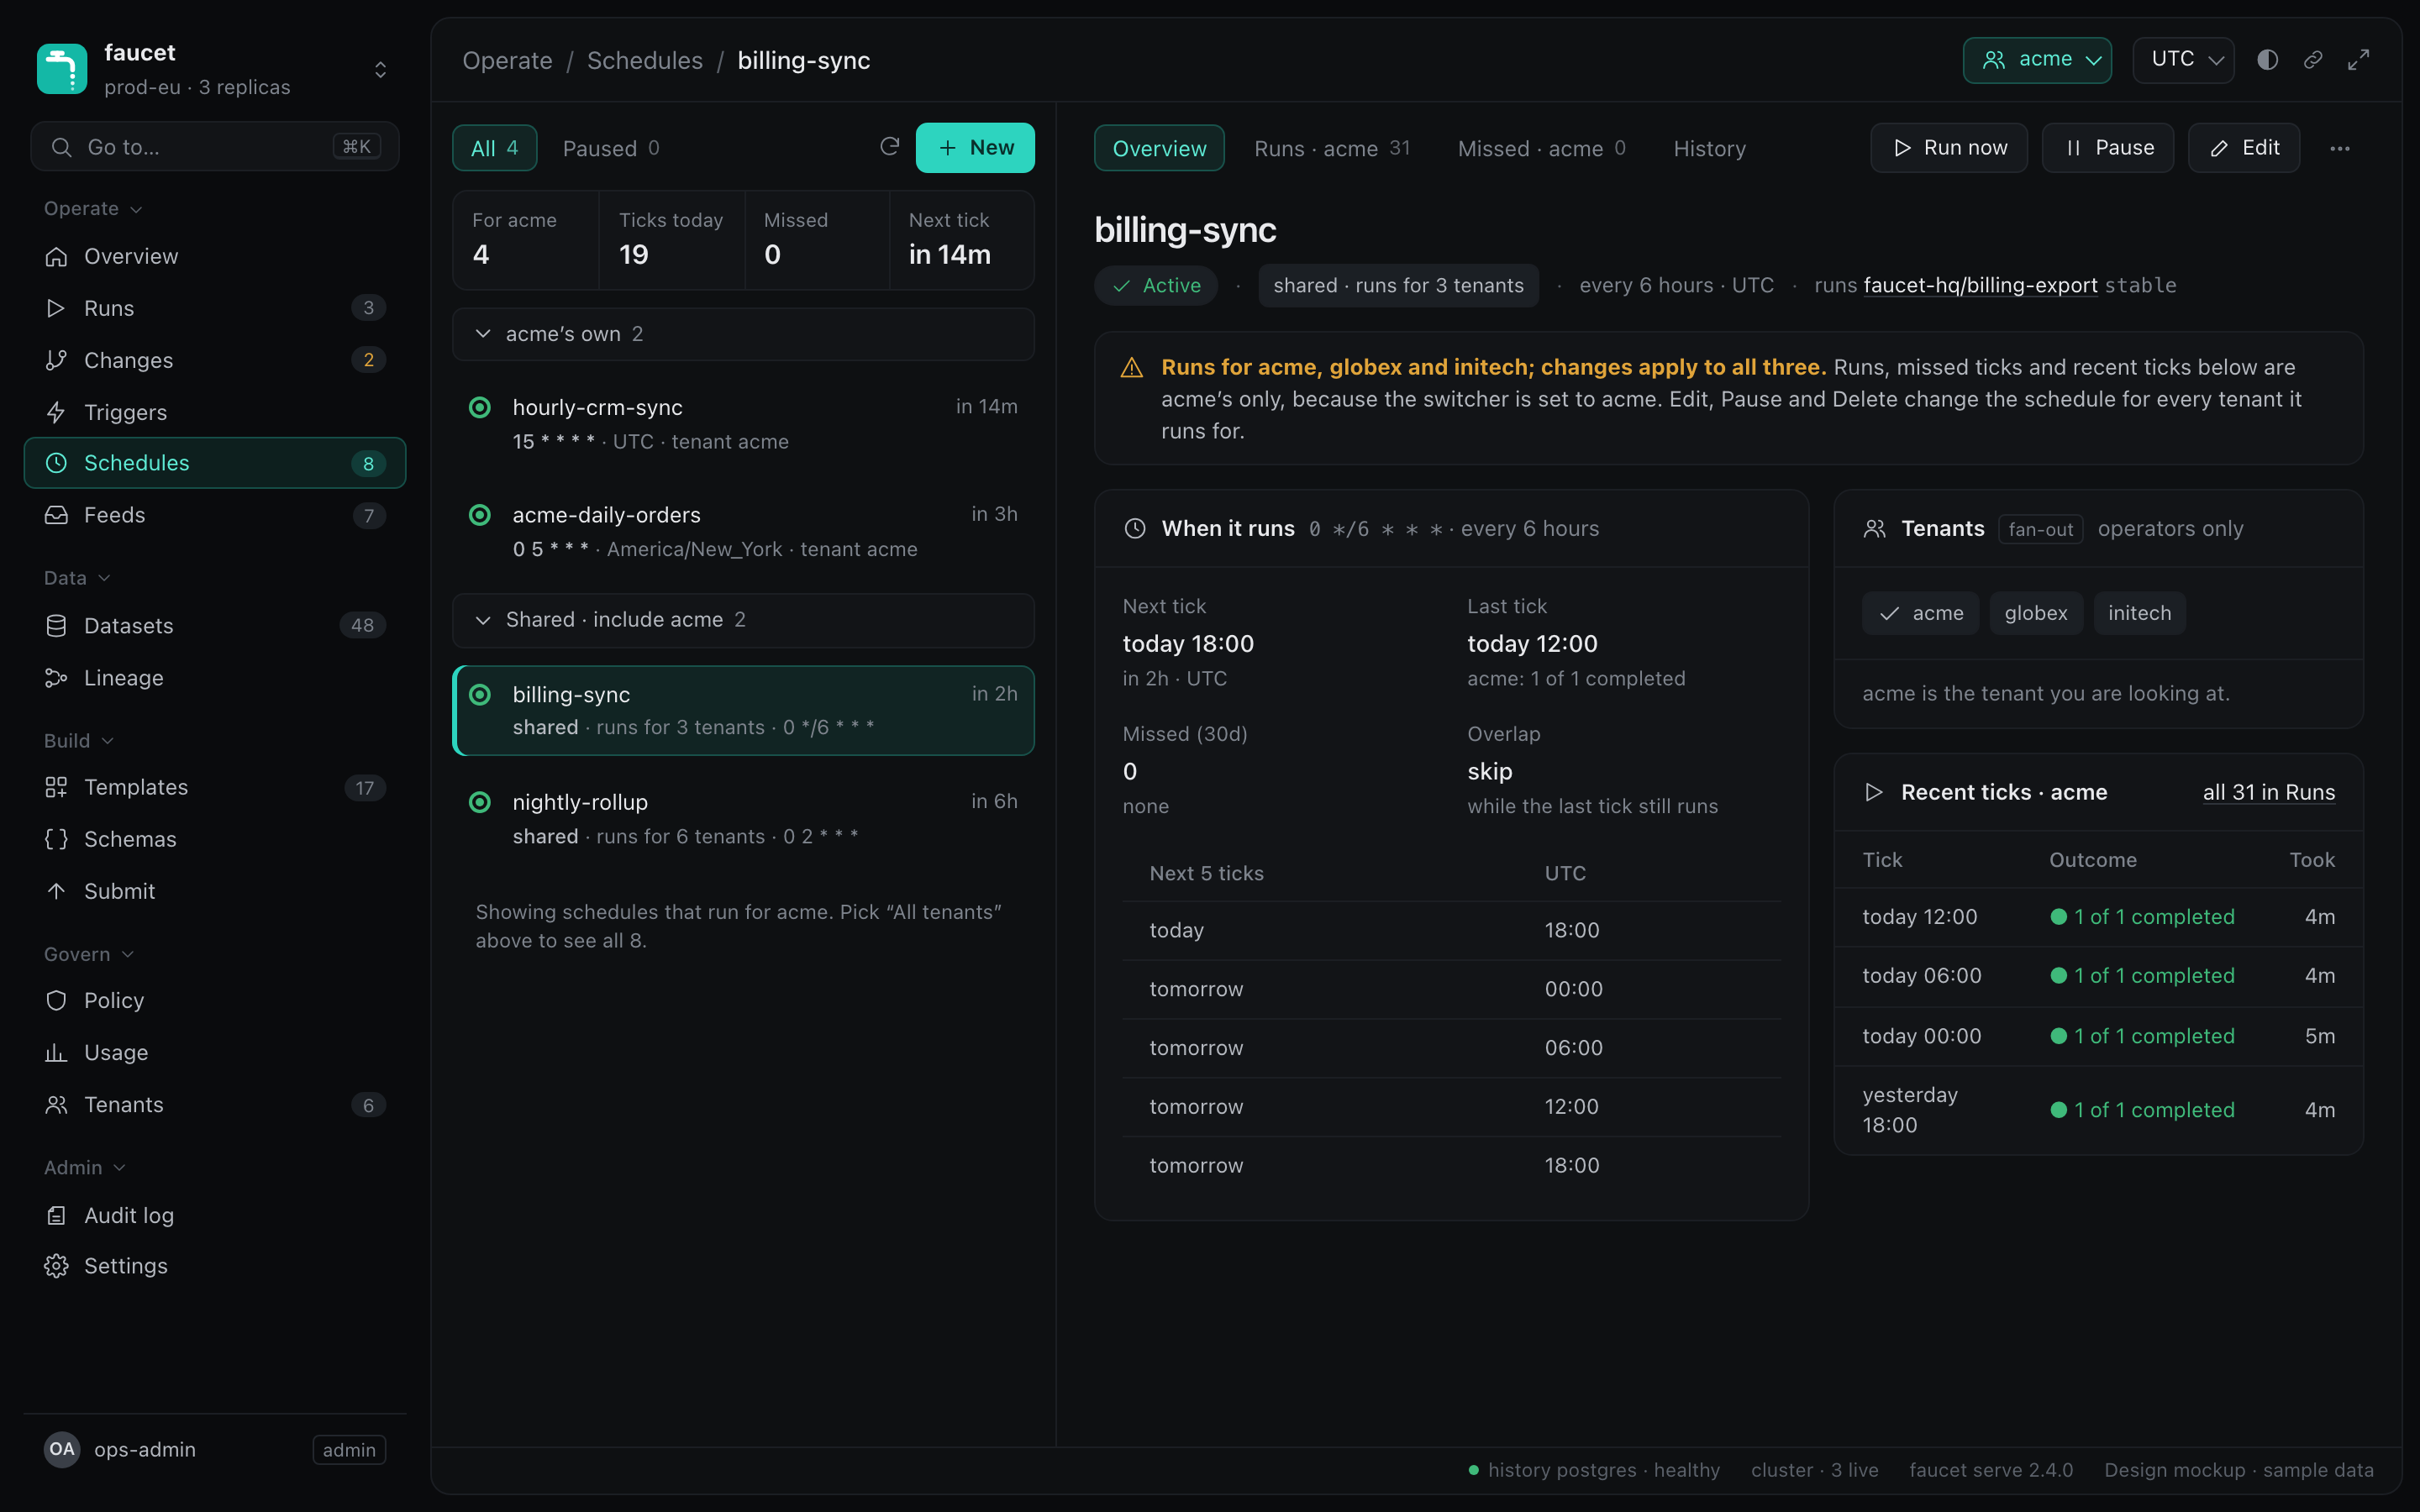 faucet
prod-eu · 3 replicas
Go to...
⌘K
Operate
Overview
Runs 3
Changes 2
Triggers
Schedules 8
Feeds 7
Data
Datasets 48
Lineage
Build
Templates 17
Schemas
Submit
Govern
Policy
Usage
Tenants 6
Admin
Audit log
Settings
OA ops-admin admin
Operate / Schedules / billing-sync
acme
UTC
All 4
Paused 0
+ New
For acme
4
Ticks today
19
Missed
0
Next tick
in 14m
acme’s own 2
hourly-crm-sync in 14m
15 * * * * · UTC · tenant acme
acme-daily-orders in 3h
0 5 * * * · America/New_York · tenant acme
Shared · include acme 2
billing-sync in 2h
shared · runs for 3 tenants · 0 */6 * * *
nightly-rollup in 6h
shared · runs for 6 tenants · 0 2 * * *
Showing schedules that run for acme. Pick “All tenants”
above to see all 8.
Overview
Runs · acme 31
Missed · acme 0
History
Run now
Pause
Edit
billing-sync
Active · shared · runs for 3 tenants · every 6 hours · UTC · runs faucet-hq/billing-export stable
Runs for acme, globex and initech; changes apply to all three. Runs, missed ticks and recent ticks below are
acme’s only, because the switcher is set to acme. Edit, Pause and Delete change the schedule for every tenant it
runs for.
When it runs 0 */6 * * * · every 6 hours
Next tick
today 18:00
in 2h · UTC
Last tick
today 12:00
acme: 1 of 1 completed
Missed (30d)
0
none
Overlap
skip
while the last tick still runs
Next 5 ticks UTC
today 18:00
tomorrow 00:00
tomorrow 06:00
tomorrow 12:00
tomorrow 18:00
Tenants fan-out operators only
acme globex initech
acme is the tenant you are looking at.
Recent ticks · acme all 31 in Runs
Tick Outcome Took
today 12:00 1 of 1 completed 4m
today 06:00 1 of 1 completed 4m
today 00:00 1 of 1 completed 5m
yesterday
18:00 1 of 1 completed 4m
history postgres · healthy
cluster · 3 live
faucet serve 2.4.0
Design mockup · sample data